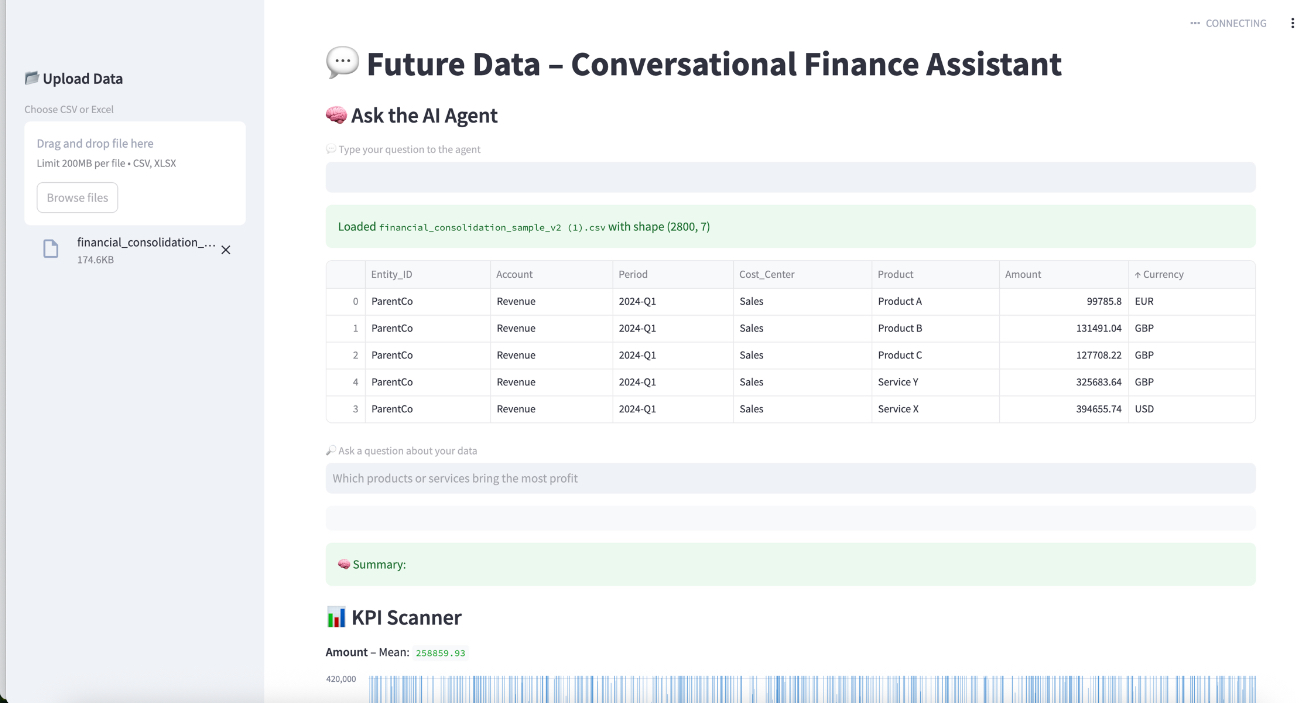 CONNECTING
Upload Data
Choose CSV or Excel
Drag and drop file here
Limit 200MB per file • CSV, XLSX
Browse files
financial_consolidation_...
174.6KB
Future Data – Conversational Finance Assistant
Ask the AI Agent
Type your question to the agent
Loaded financial_consolidation_sample_v2 (1).csv with shape (2800, 7)
Entity_ID Account Period Cost_Center Product Amount ↑ Currency
0 ParentCo Revenue 2024-Q1 Sales Product A 99785.8 EUR
1 ParentCo Revenue 2024-Q1 Sales Product B 131491.04 GBP
2 ParentCo Revenue 2024-Q1 Sales Product C 127708.22 GBP
4 ParentCo Revenue 2024-Q1 Sales Service Y 325683.64 GBP
3 ParentCo Revenue 2024-Q1 Sales Service X 394655.74 USD
Ask a question about your data
Which products or services bring the most profit
Summary:
KPI Scanner
Amount – Mean: 258859.93
420,000